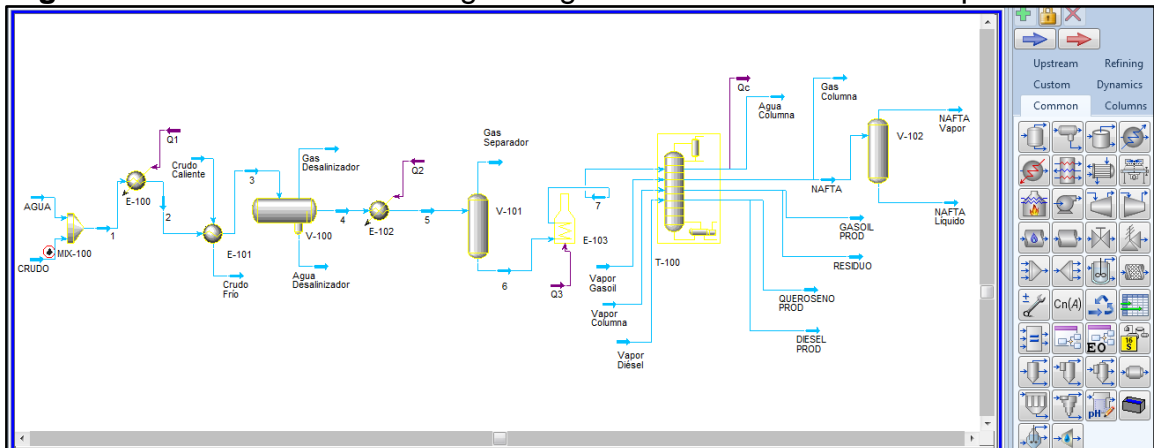 Upstream
Refining
Custom
Dynamics
Common
Columns
Cn(A)
EO
16
S
pH
Qc
Agua
Columna
Gas
Columna
NAFTA
Vapor
V-102
NAFTA
NAFTA
Líquido
Q1
Crudo
Caliente
Gas
Desalinizador
Q2
Gas
Separador
3
AGUA
E-100
2
1
MIX-100
CRUDO
E-101
Crudo
Frío
V-100
Agua
Desalinizador
4
E-102
5
V-101
6
7
E-103
Q3
T-100
Vapor
Gasoil
Vapor
Columna
Vapor
Diésel
GASOIL
PROD
RESIDUO
QUEROSENO
PROD
DIESEL
PROD